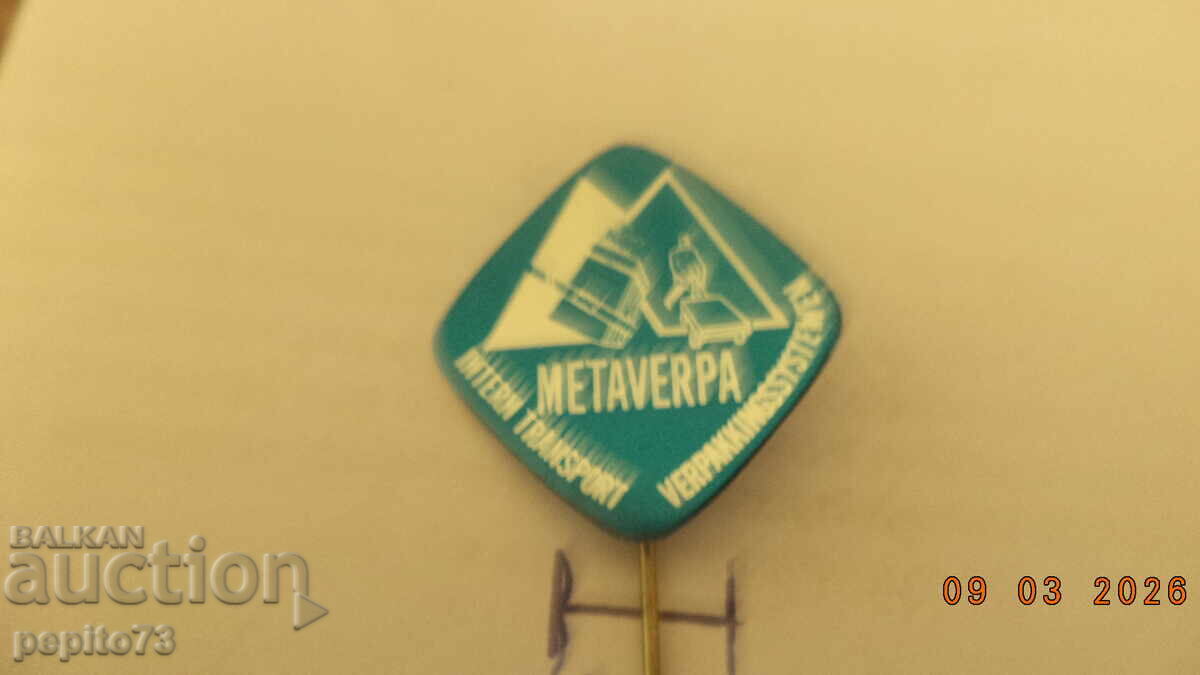 METAVERPA
INTERN TRANSPORT
VERPAKKINGSSYSTEMEN
BALKAN
auction
pepito73
09 03 2026